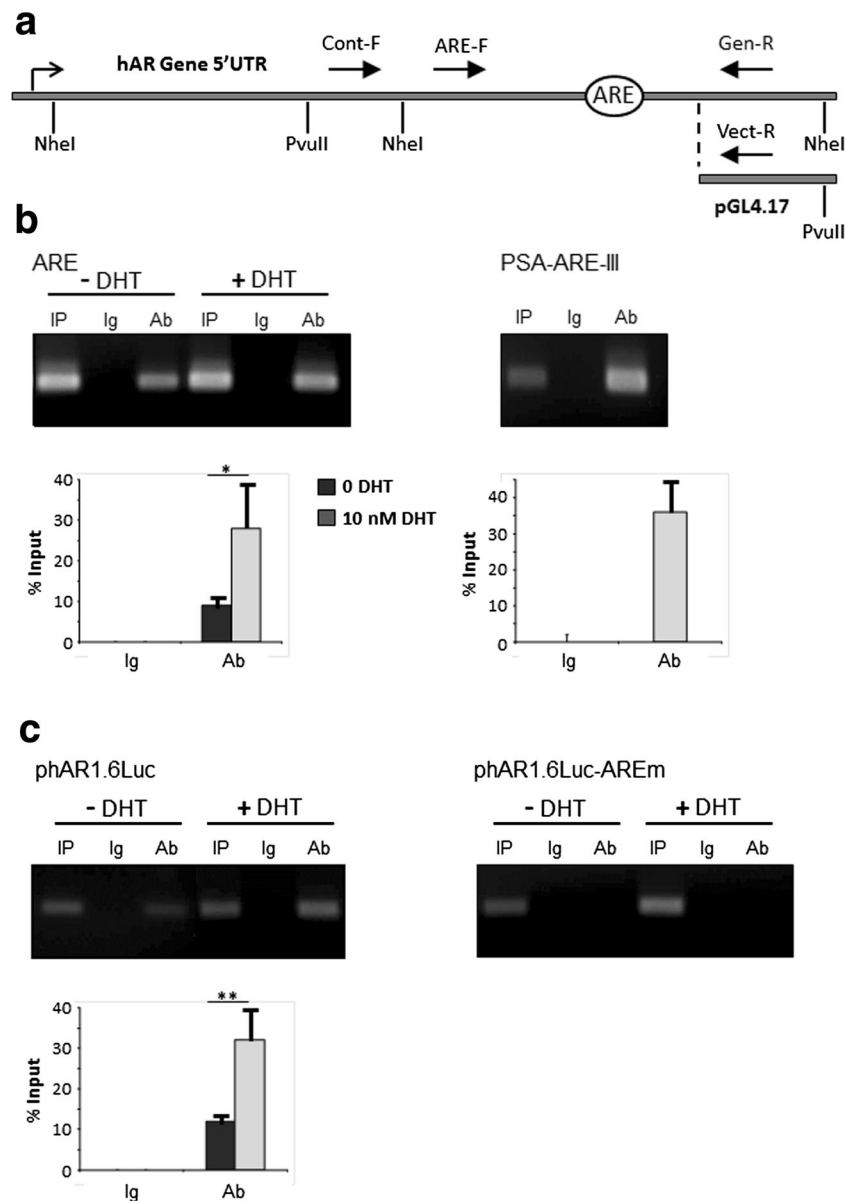 a
hAR Gene 5'UTR
Cont-F
ARE-F
Gen-R
ARE
NheI
PvuII
NheI
Vect-R
NheI
pGL4.17
PvuII
b
ARE
- DHT
+ DHT
IP Ig Ab IP Ig Ab
PSA-ARE-III
IP Ig Ab
% Input
40
30
20
10
0
*
Ig
Ab
0 DHT
10 nM DHT
% Input
40
30
20
10
0
Ig
Ab
c
phAR1.6Luc
- DHT
+ DHT
IP Ig Ab IP Ig Ab
phAR1.6Luc-AREm
- DHT
+ DHT
IP Ig Ab IP Ig Ab
% Input
40
30
20
10
0
**
Ig
Ab